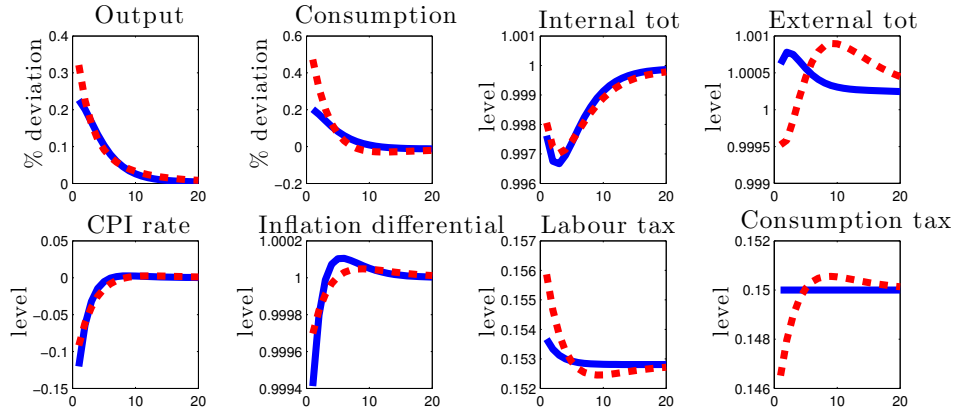 Output
Consumption
Internal tot
External tot
0.4
0.3
0.2
0.1
0
% deviation
0 10 20
0.6
0.4
0.2
0
−0.2
% deviation
0 10 20
1.001
1
0.999
0.998
0.997
0.996
level
0 10 20
1.001
1.0005
1
0.9995
0.999
level
0 10 20
CPI rate
Inflation differential
Labour tax
Consumption tax
0.05
0
−0.05
−0.1
−0.15
level
0 10 20
1.0002
1
0.9998
0.9996
0.9994
level
0 10 20
0.157
0.156
0.155
0.154
0.153
0.152
level
0 10 20
0.152
0.15
0.148
0.146
level
0 10 20